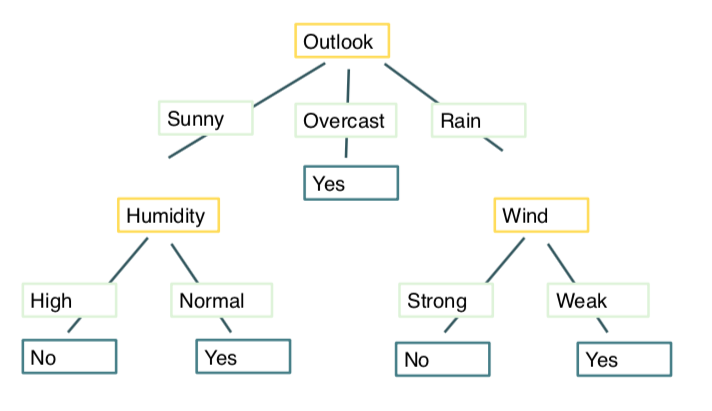 Outlook
Sunny
Overcast
Rain
Yes
Humidity
Wind
High
Normal
Strong
Weak
No
Yes
No
Yes